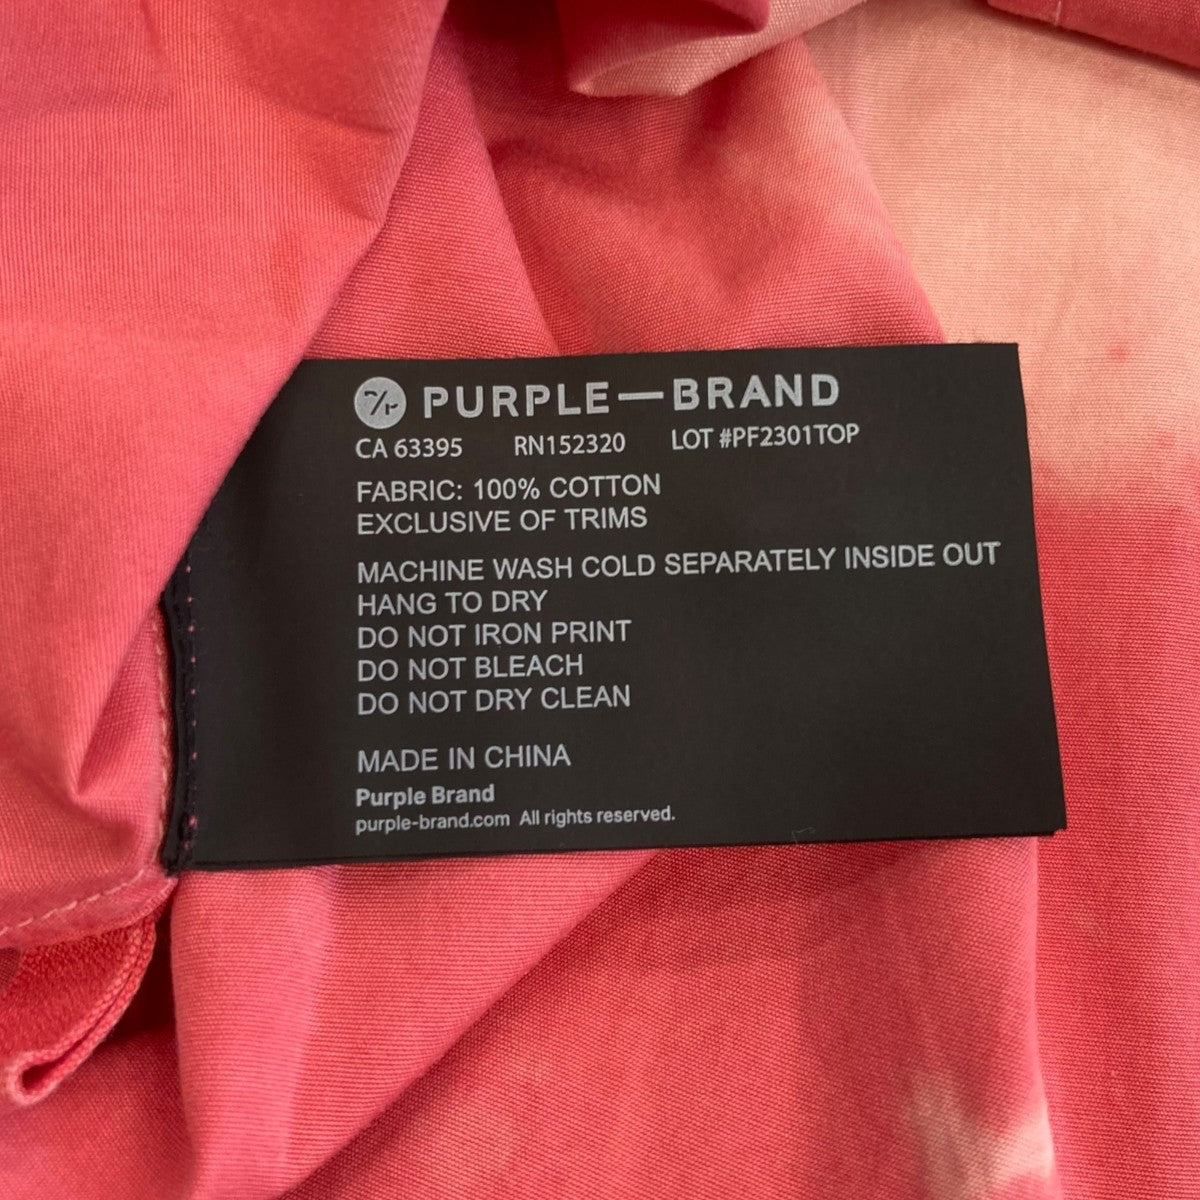 PURPLE—BRAND
CA 63395 RN152320 LOT #PF2301TOP
FABRIC: 100% COTTON
EXCLUSIVE OF TRIMS
MACHINE WASH COLD SEPARATELY INSIDE OUT
HANG TO DRY
DO NOT IRON PRINT
DO NOT BLEACH
DO NOT DRY CLEAN
MADE IN CHINA
Purple Brand
purple-brand.com All rights reserved.